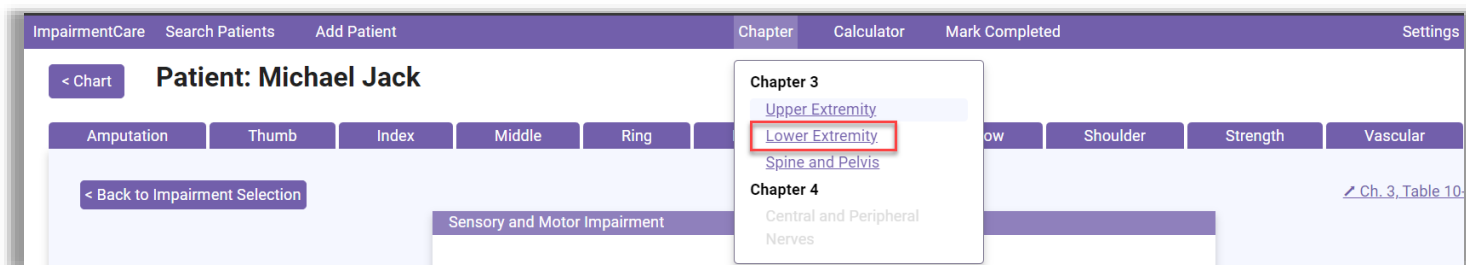 ImpairmentCare Search Patients Add Patient Chapter Calculator Mark Completed Settings
< Chart Patient: Michael Jack
Chapter 3
Upper Extremity
Amputation Thumb Index Middle Ring Lower Extremity ow Shoulder Strength Vascular
Spine and Pelvis
< Back to Impairment Selection Chapter 4 Ch. 3, Table 10-
Central and Peripheral
Sensory and Motor Impairment
Nerves